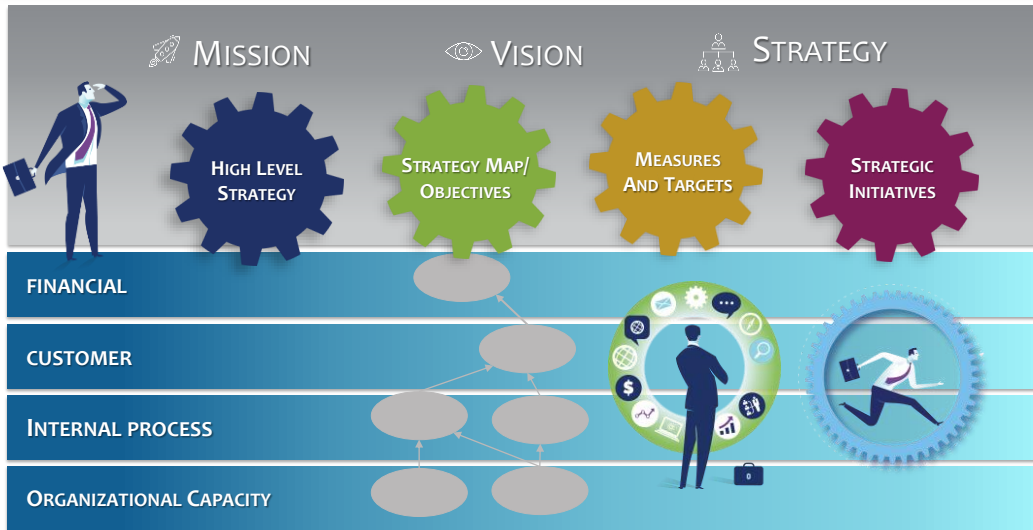 MISSION
VISION
STRATEGY
HIGH LEVEL
STRATEGY
STRATEGY MAP/
OBJECTIVES
MEASURES
AND TARGETS
STRATEGIC
INITIATIVES
FINANCIAL
CUSTOMER
INTERNAL PROCESS
ORGANIZATIONAL CAPACITY
$